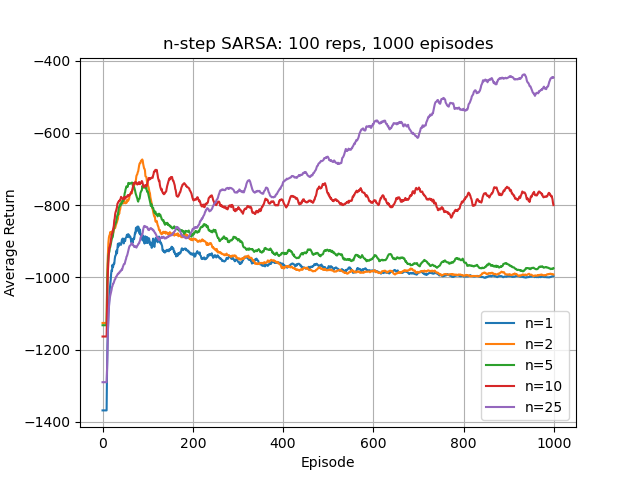 n-step SARSA: 100 reps, 1000 episodes
Average Return
−400
−600
−800
−1000
−1200
−1400
0
200
400
600
800
1000
Episode
n=1
n=2
n=5
n=10
n=25